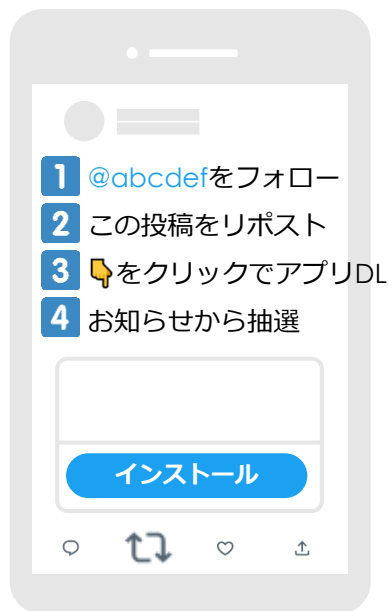 1 @abcdefをフォロー
2 この投稿をリポスト
3 👇をクリックでアプリDL
4 お知らせから抽選
インストール